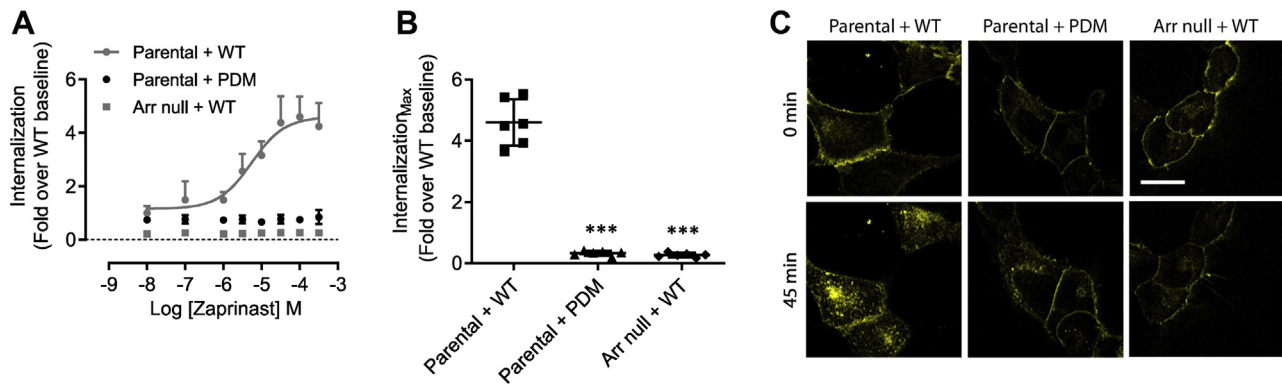 A
Internalization
(Fold over WT baseline)
Parental + WT
Parental + PDM
Arr null + WT
6
4
2
0
-9 -8 -7 -6 -5 -4 -3
Log [Zaprinast] M
B
Internalization Max
(Fold over WT baseline)
6
4
2
0
*** ***
Parental + WT
Parental + PDM
Arr null + WT
C
Parental + WT Parental + PDM Arr null + WT
0 min
45 min